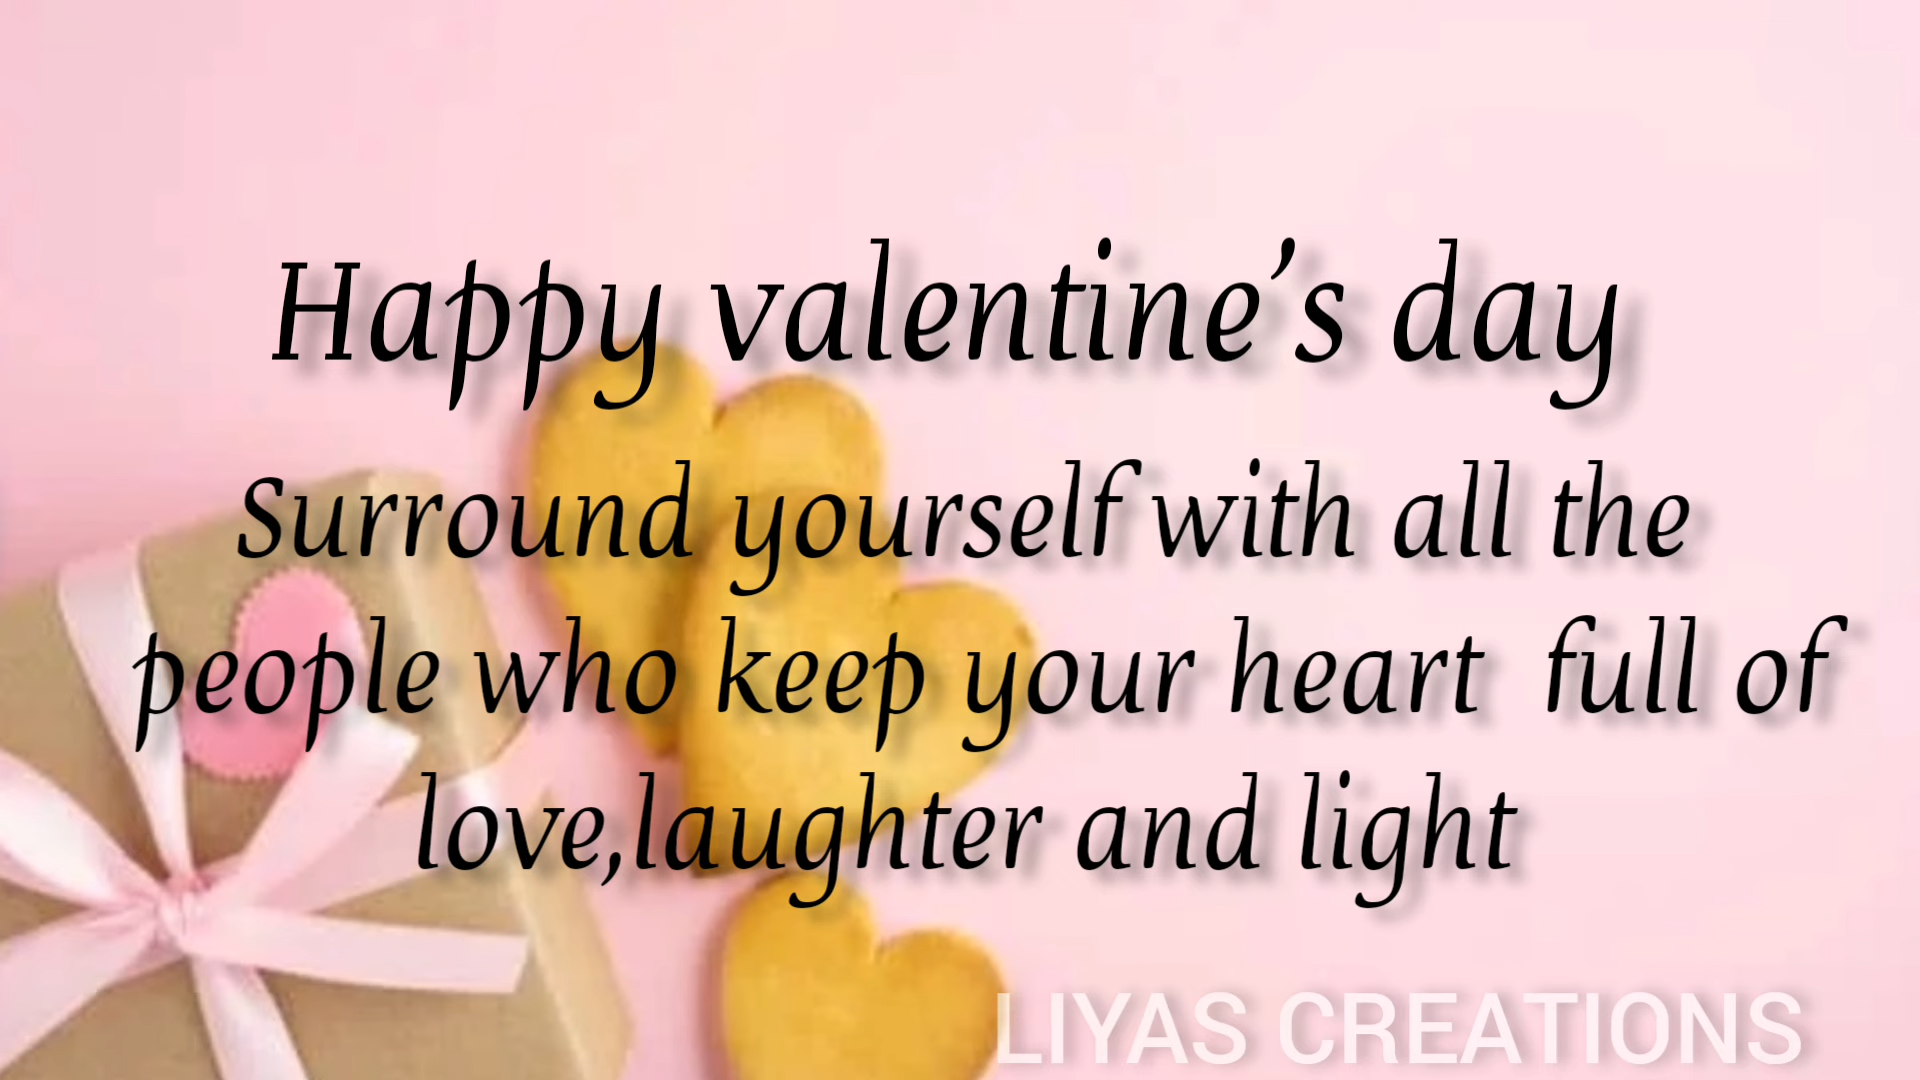 Happy valentine’s day
Surround yourself with all the
people who keep your heart  full of
love,laughter and light
LIYAS CREATIONS